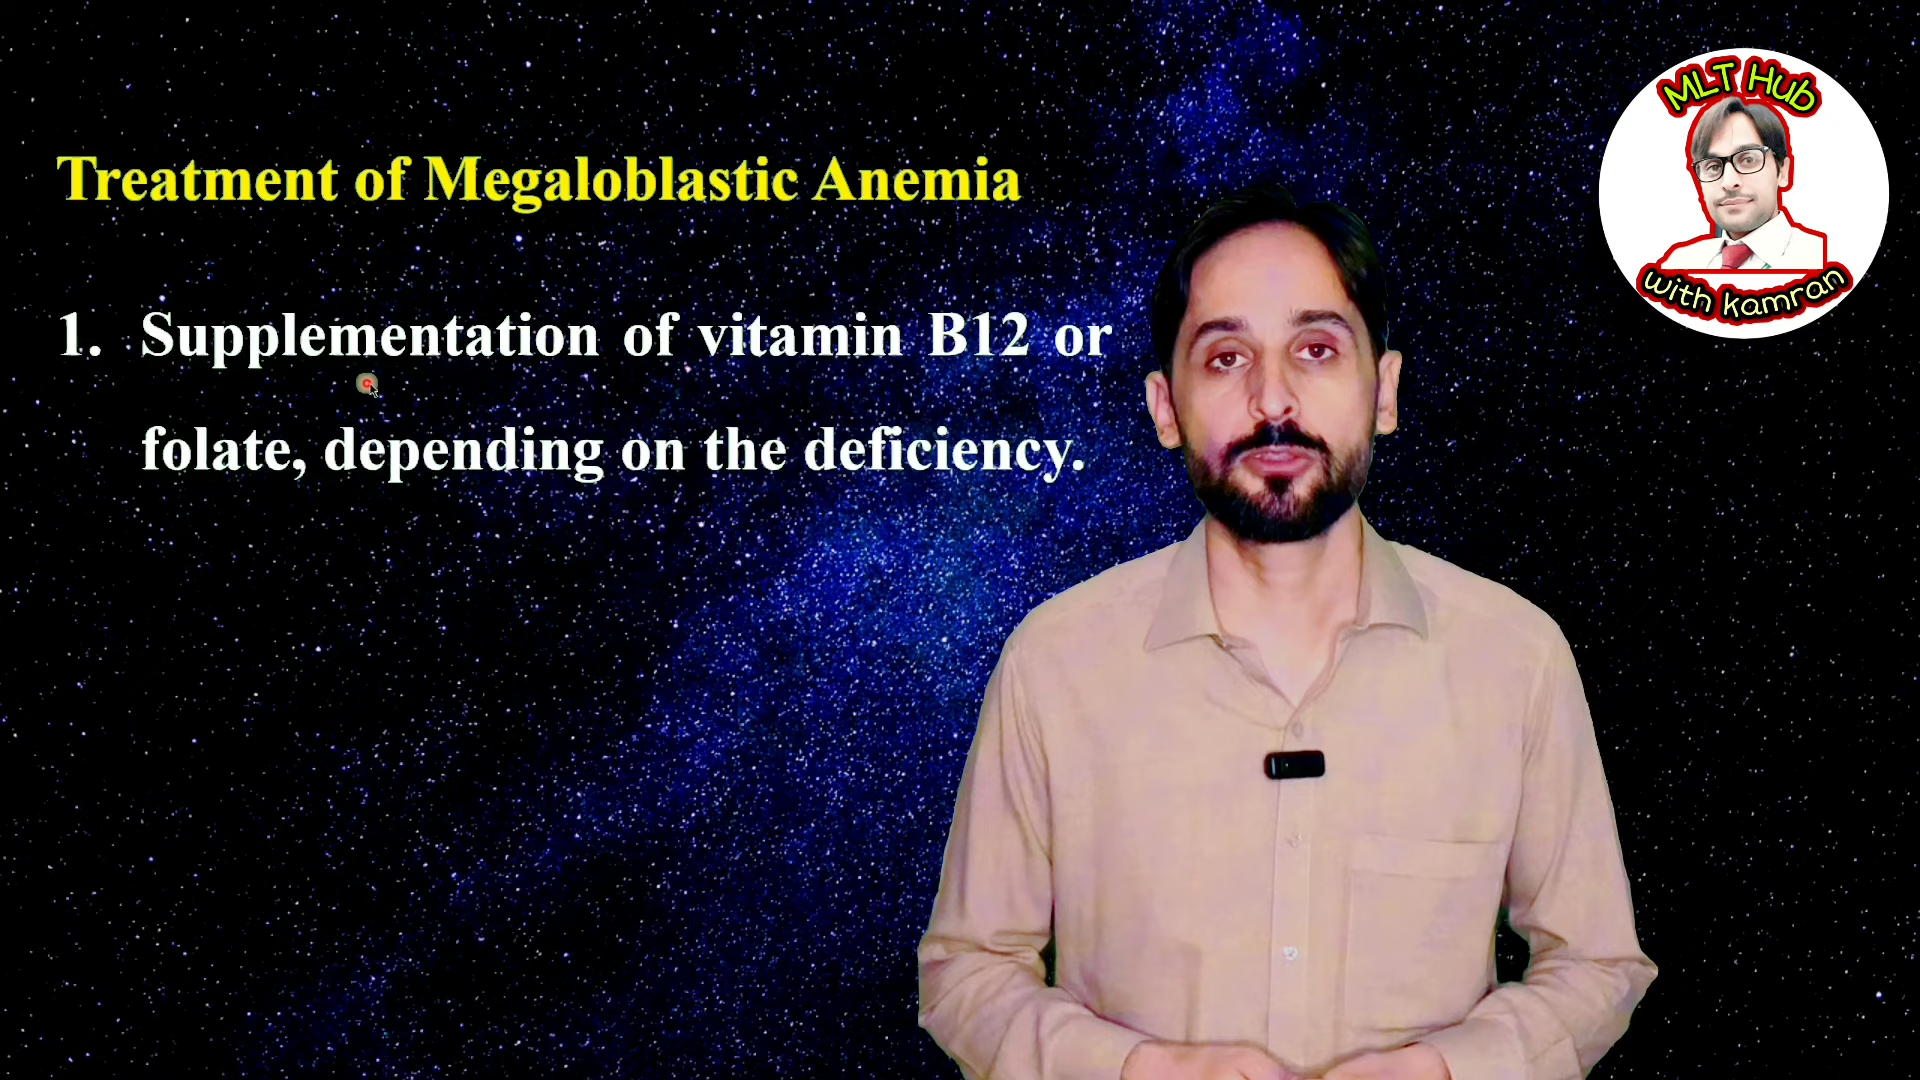 MLT Hub
Treatment of Megaloblastic Anemia
with kamran
1. Supplementation of vitamin B12 or
folate, depending on the deficiency.